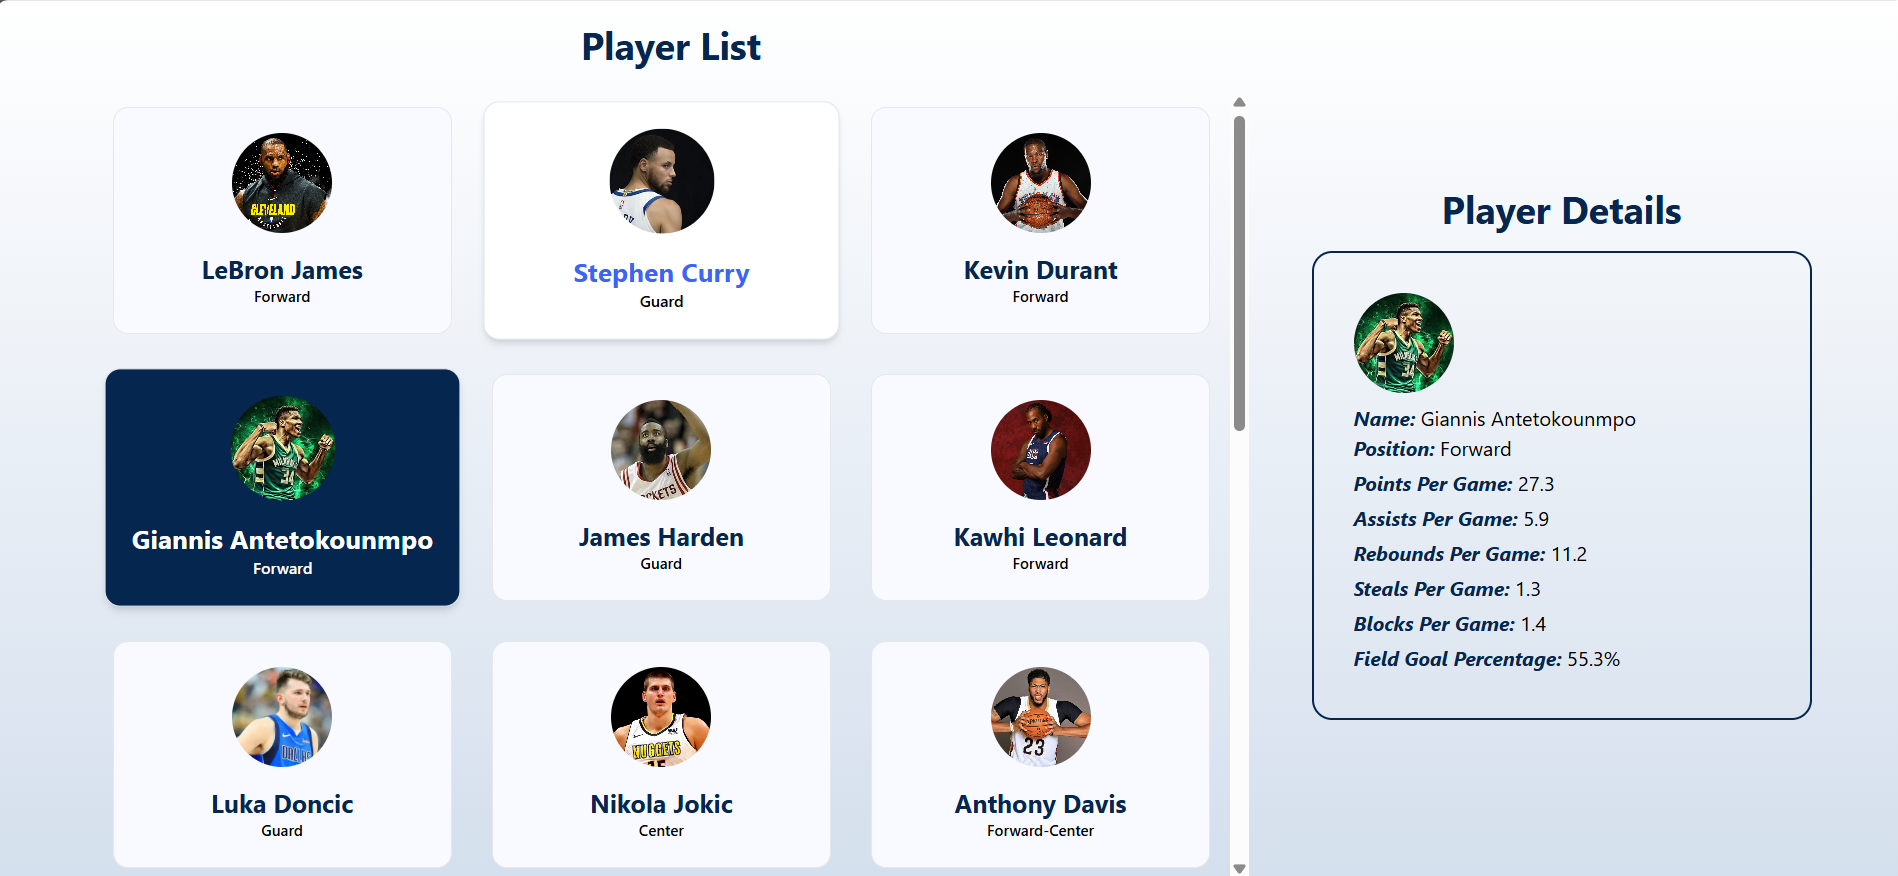 Player List
LeBron James
Forward
Stephen Curry
Guard
Kevin Durant
Forward
Giannis Antetokounmpo
Forward
James Harden
Guard
Kawhi Leonard
Forward
Luka Doncic
Guard
Nikola Jokic
Center
NUGGETS
Anthony Davis
Forward-Center
23
Player Details
Name: Giannis Antetokounmpo
Position: Forward
Points Per Game: 27.3
Assists Per Game: 5.9
Rebounds Per Game: 11.2
Steals Per Game: 1.3
Blocks Per Game: 1.4
Field Goal Percentage: 55.3%